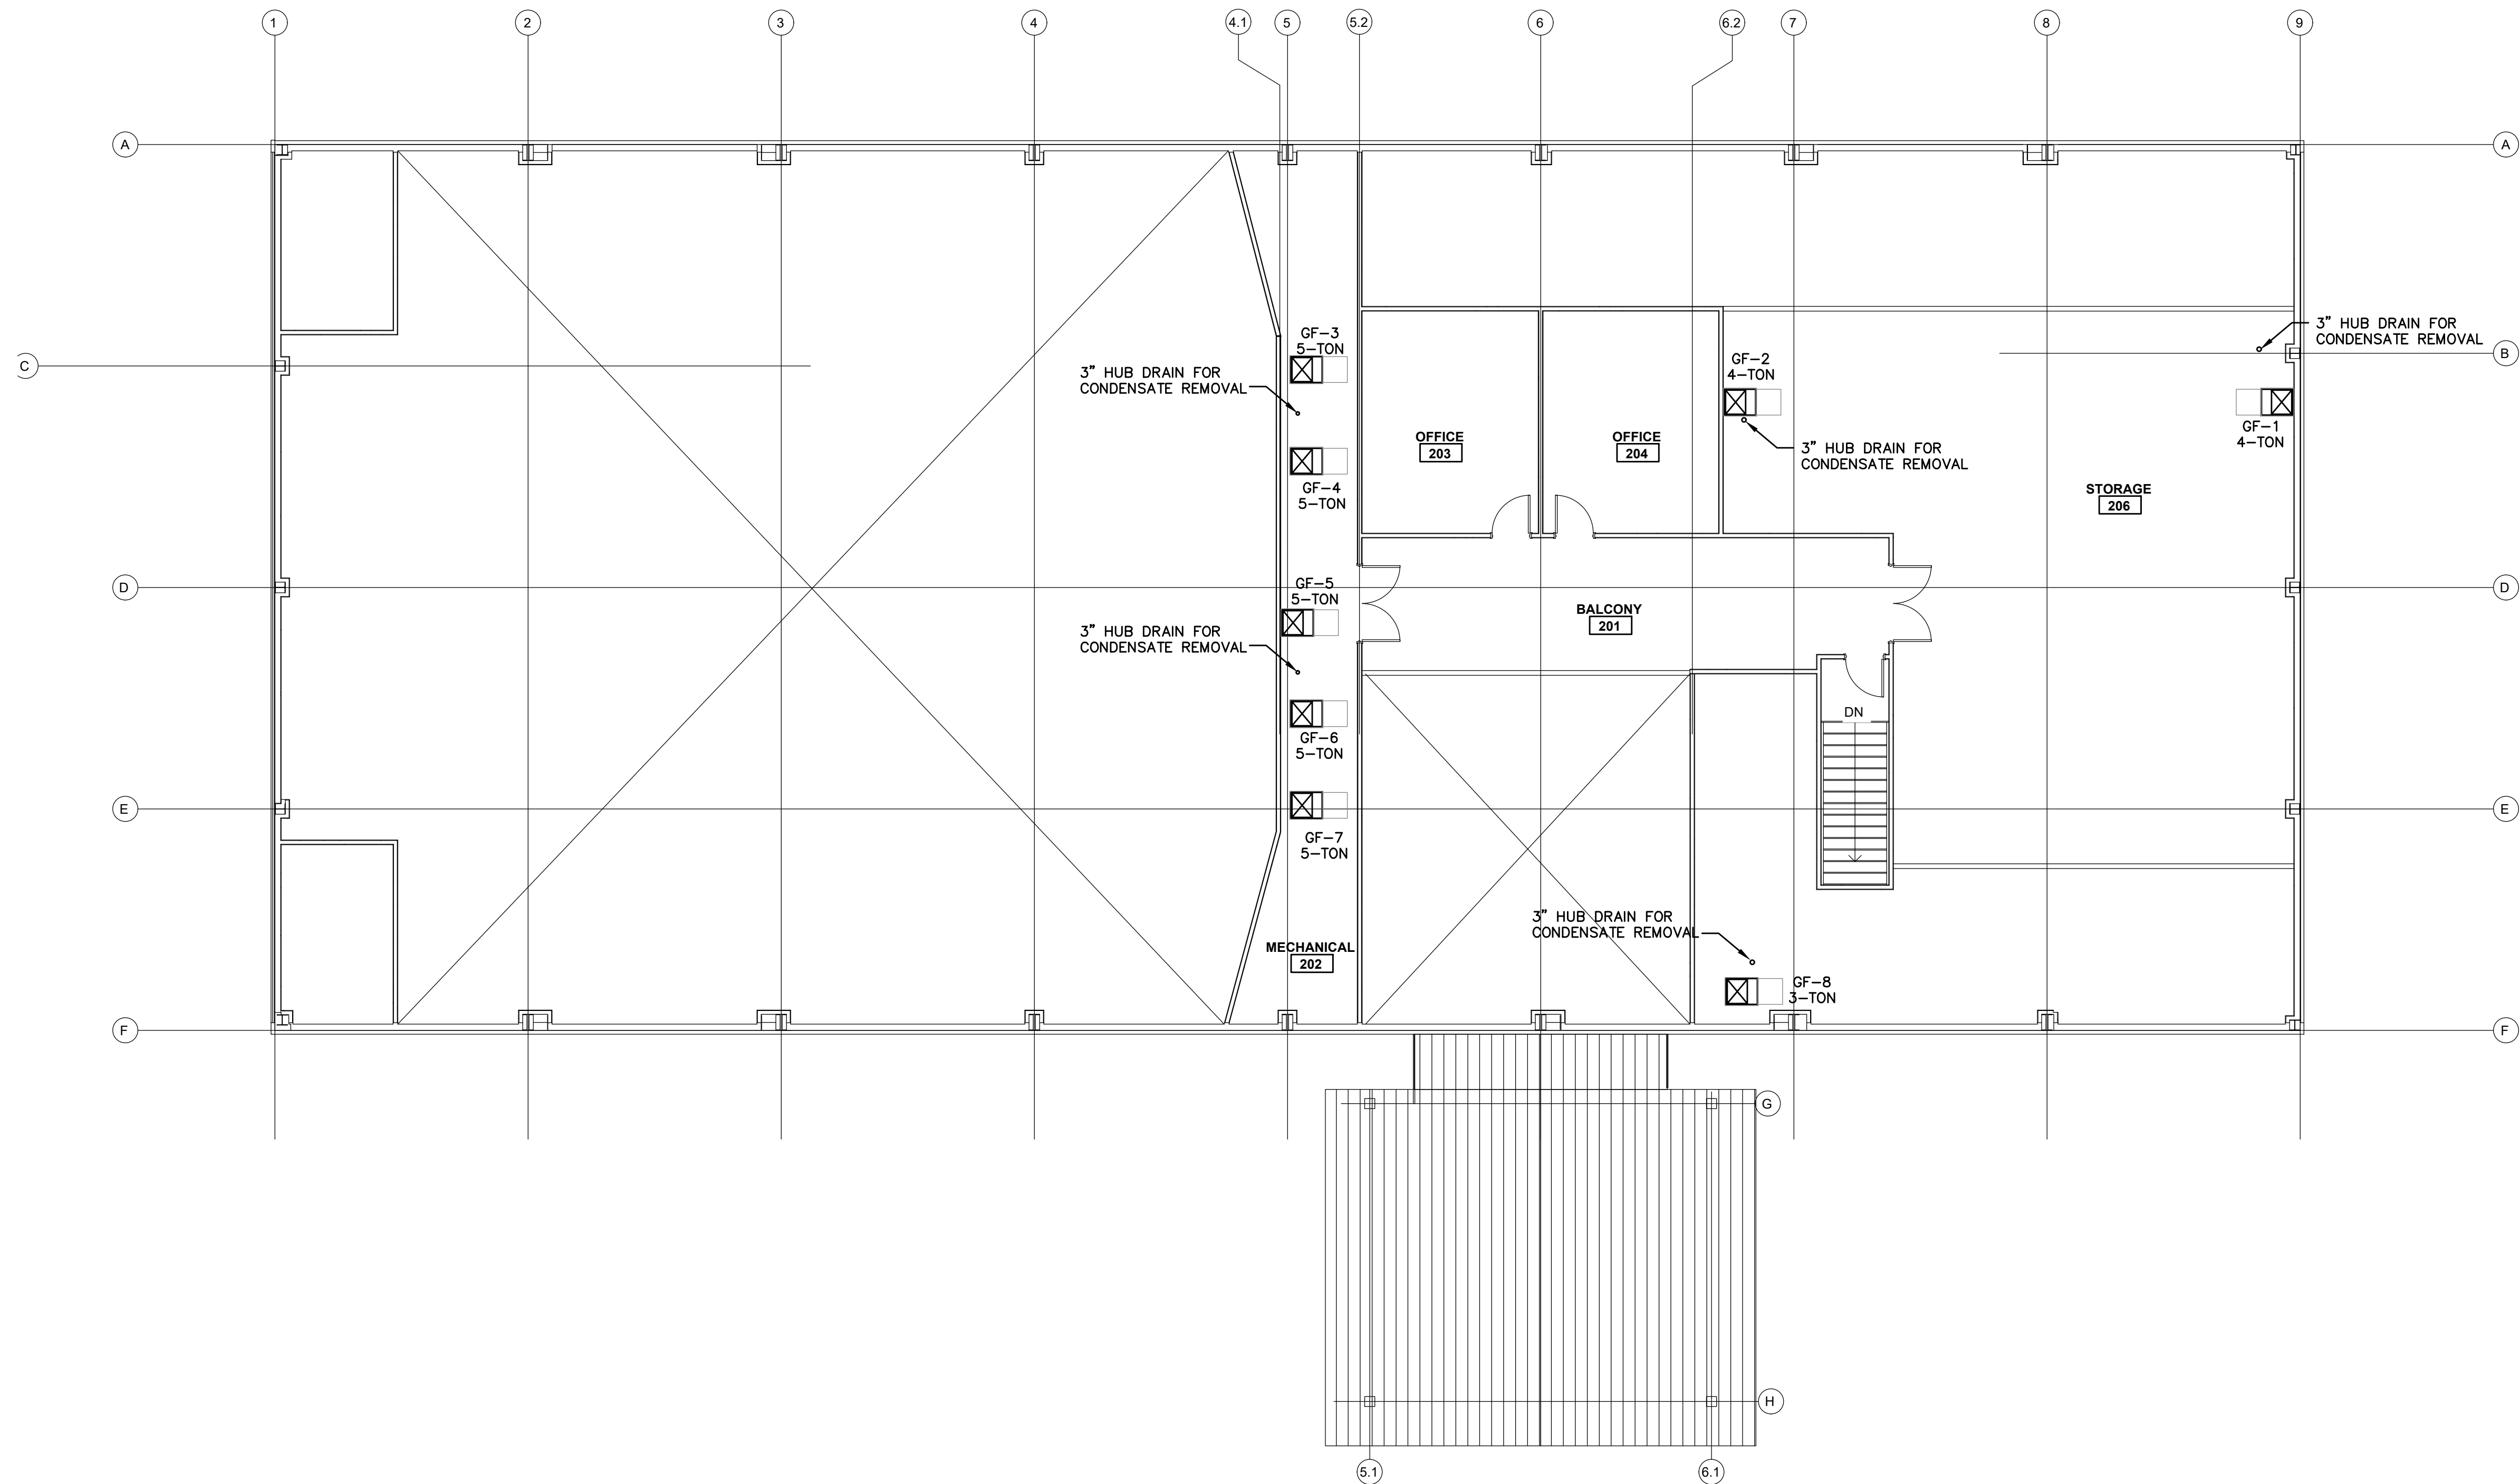 1
2
3
4
4.1
5
5.2
6
6.2
7
8
9
A
A
GF-3
5-TON
3" HUB DRAIN FOR
CONDENSATE REMOVAL
B
C
GF-2
4-TON
3" HUB DRAIN FOR
CONDENSATE REMOVAL
GF-1
4-TON
OFFICE
203
OFFICE
204
3" HUB DRAIN FOR
CONDENSATE REMOVAL
GF-4
5-TON
STORAGE
206
D
D
GF-5
5-TON
BALCONY
201
3" HUB DRAIN FOR
CONDENSATE REMOVAL
DN
GF-6
5-TON
E
E
GF-7
5-TON
3" HUB DRAIN FOR
CONDENSATE REMOVAL
MECHANICAL
202
GF-8
3-TON
F
F
G
H
5.1
6.1